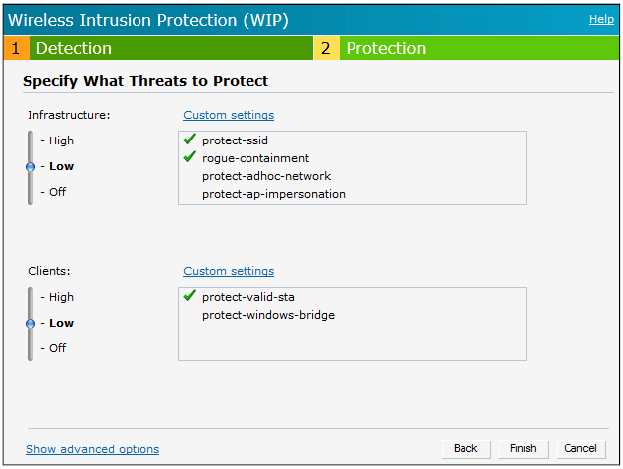 Wireless Intrusion Protection (WIP) Help
1 Detection 2 Protection
Specify What Threats to Protect
Infrastructure: Custom settings
- High
- Low
- Off
protect-ssid
rogue-containment
protect-adhoc-network
protect-ap-impersonation
Clients: Custom settings
- High
- Low
- Off
protect-valid-sta
protect-windows-bridge
Show advanced options Back Finish Cancel